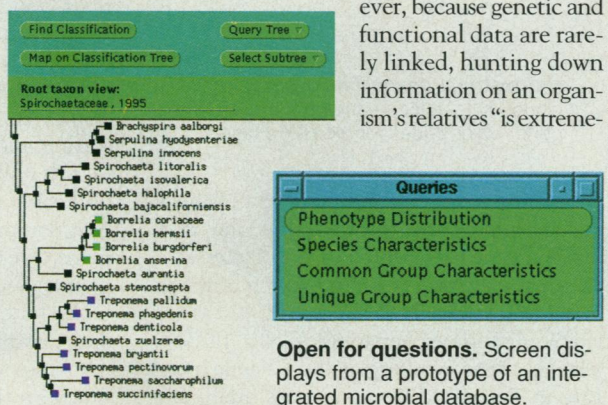 Find Classification
Query Tree
Map on Classification Tree
Select Subtree
Root taxon view:
Spirochaetaceae , 1995
Brachyspira aalborgi
Serpulina hyodysenteriae
Serpulina innocens
Spirochaeta litoralis
Spirochaeta isovalerica
Spirochaeta halophila
Spirochaeta bajacaliforniensis
Borrelia coriaceae
Borrelia hermsii
Borrelia burgdorferi
Borrelia anserina
Spirochaeta aurantia
Spirochaeta stenostrepta
Treponema pallidum
Treponema phagedenis
Treponema denticola
Spirochaeta zuelzerae
Treponema bryantii
Treponema pectinovorum
Treponema saccharophilum
Treponema succinifaciens
ever, because genetic and
functional data are rare-
ly linked, hunting down
information on an organ-
ism's relatives “is extreme-
Queries
Phenotype Distribution
Species Characteristics
Common Group Characteristics
Unique Group Characteristics
Open for questions. Screen dis-
plays from a prototype of an inte-
grated microbial database.